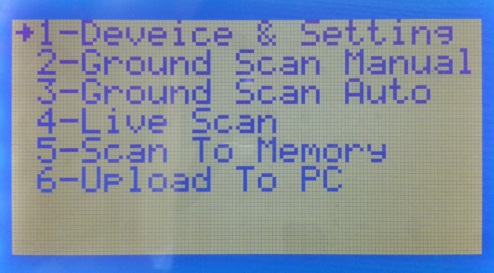 →1-Deveice & Setting
2-Ground Scan Manual
3-Ground Scan Auto
4-Live Scan
5-Scan To Memory
6-Upload To PC